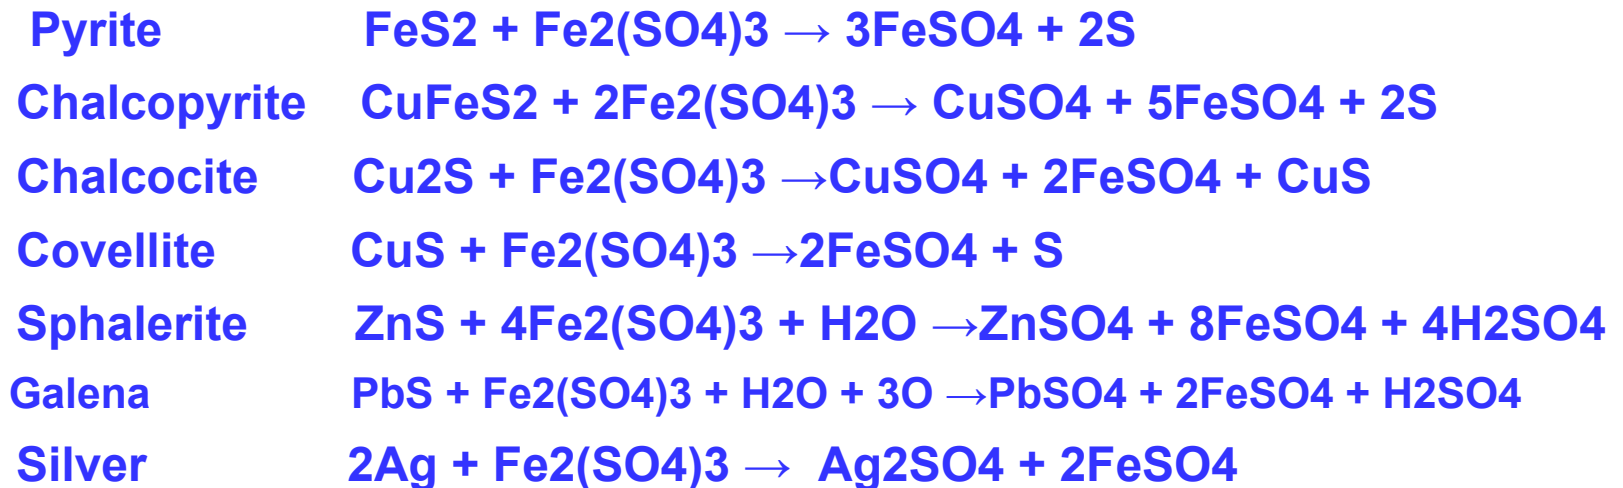 Pyrite FeS2 + Fe2(SO4)3 → 3FeSO4 + 2S
Chalcopyrite CuFeS2 + 2Fe2(SO4)3 → CuSO4 + 5FeSO4 + 2S
Chalcocite Cu2S + Fe2(SO4)3 →CuSO4 + 2FeSO4 + CuS
Covellite CuS + Fe2(SO4)3 →2FeSO4 + S
Sphalerite ZnS + 4Fe2(SO4)3 + H2O →ZnSO4 + 8FeSO4 + 4H2SO4
Galena PbS + Fe2(SO4)3 + H2O + 3O →PbSO4 + 2FeSO4 + H2SO4
Silver 2Ag + Fe2(SO4)3 → Ag2SO4 + 2FeSO4